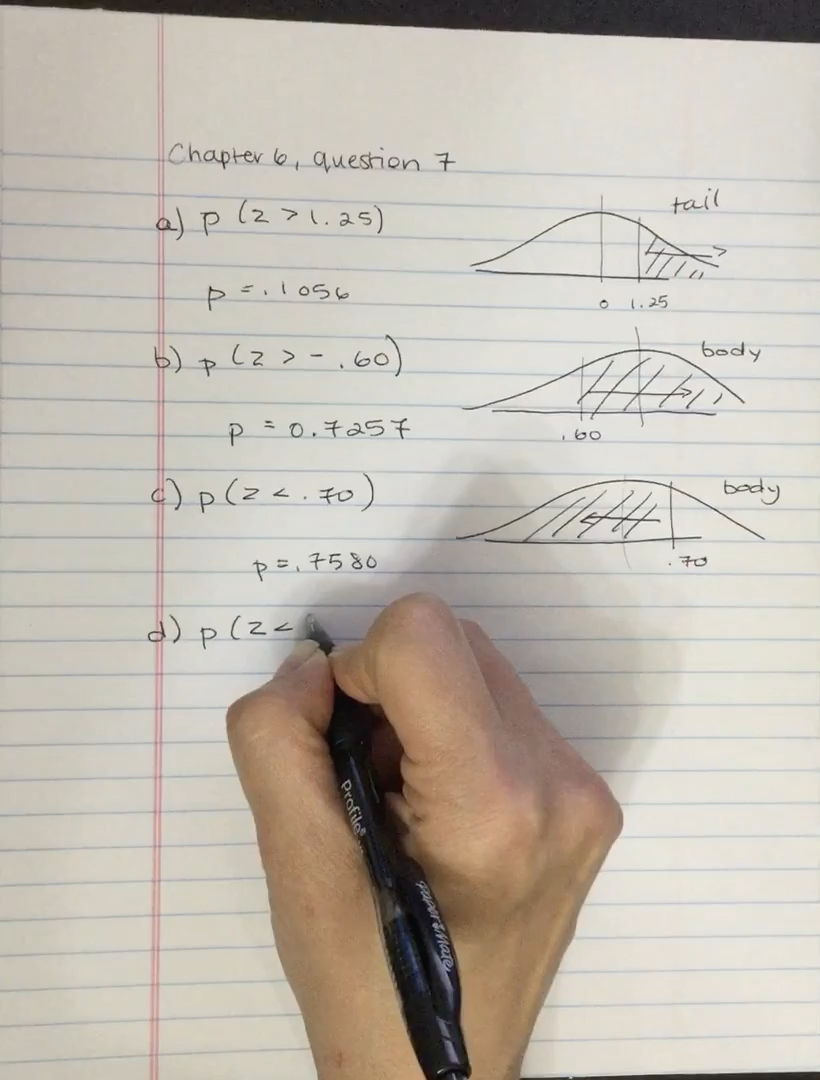 Chapter 6, question 7
a) p (z > 1.25)
tail
p = .1056
0 1.25
b) p (z > - .60)
body
p = 0.7257
.60
c) p (z < .70)
body
p = .7580
.70
d) p (z <
Profile®
PaperMate